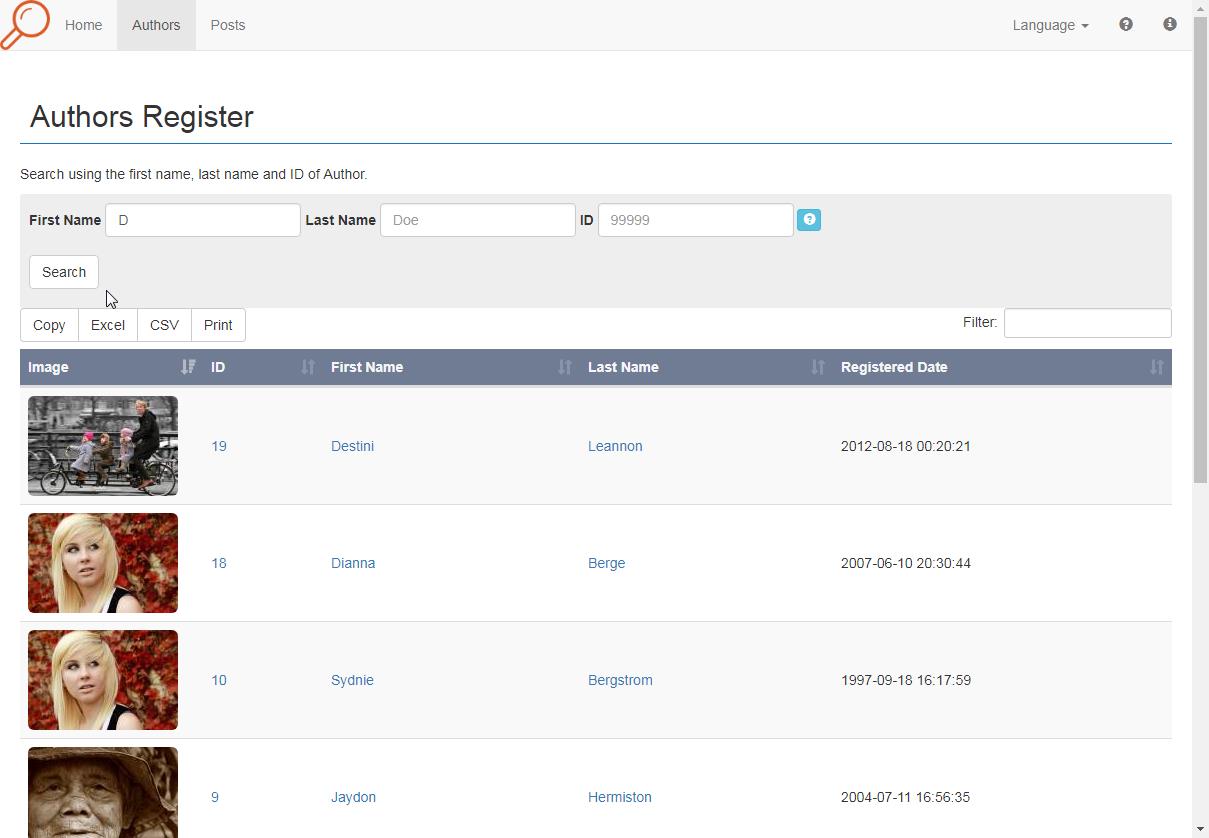 Home Authors Posts Language
Authors Register
Search using the first name, last name and ID of Author.
First Name D Last Name Doe ID 99999
Search
Copy Excel CSV Print Filter:
Image ID First Name Last Name Registered Date
19 Destini Leannon 2012-08-18 00:20:21
18 Dianna Berge 2007-06-10 20:30:44
10 Sydnie Bergstrom 1997-09-18 16:17:59
9 Jaydon Hermiston 2004-07-11 16:56:35